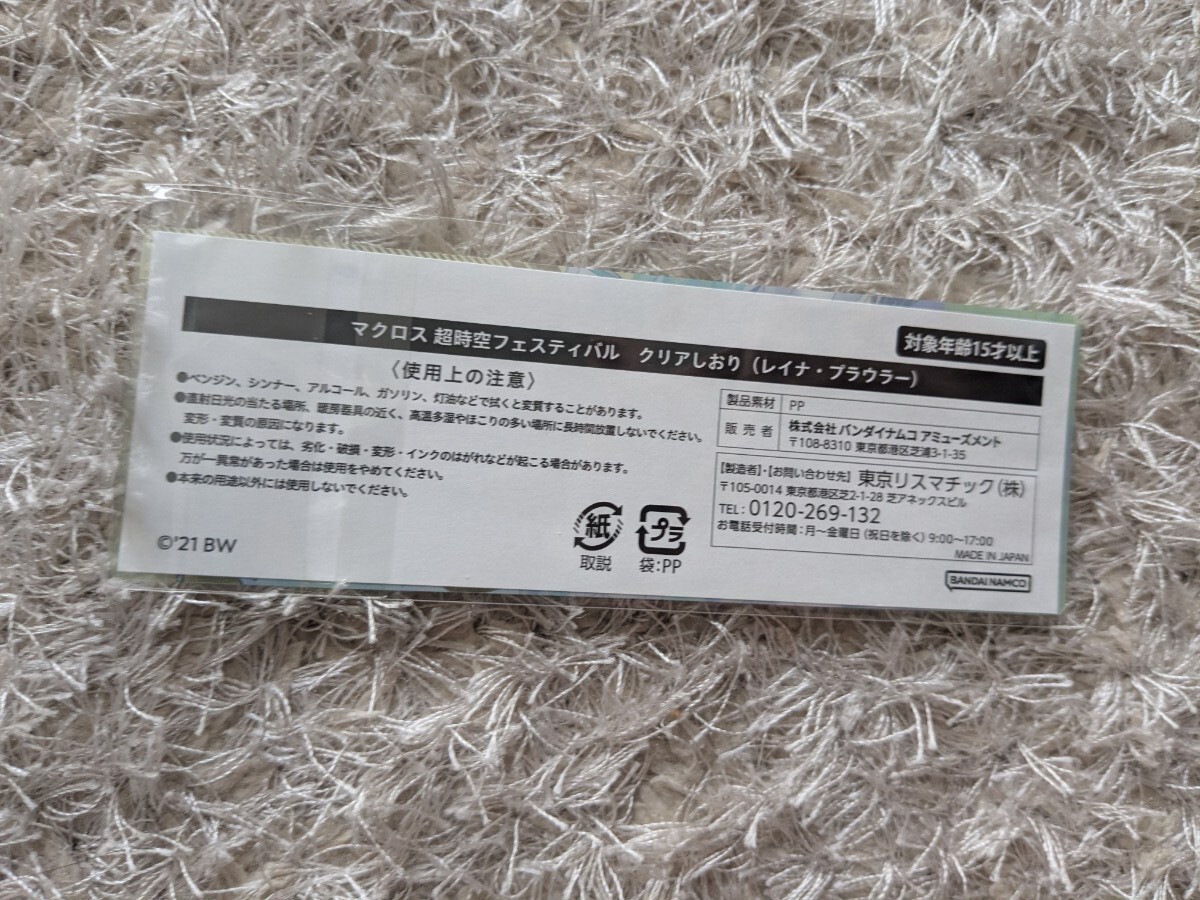 対象年齢15才以上
マクロス 超時空フェスティバル クリアしおり（レイナ・プラウラー）
〈使用上の注意〉
●ベンジン、シンナー、アルコール、ガソリン、灯油などで拭くと変質することがあります。
●直射日光の当たる場所、暖房器具の近く、高温多湿やほこりの多い場所に長時間放置しないでください。
変形・変質の原因になります。
●使用状況によっては、劣化・破損・変形・インクのはがれなどが起こる場合があります。
万が一異常があった場合は使用をやめてください。
●本来の用途以外には使用しないでください。
©'21 BW
紙
取説
プラ
袋:PP
製品素材 PP
販売者 株式会社 バンダイナムコ アミューズメント
〒108-8310 東京都港区芝浦3-1-35
【製造者】・【お問い合わせ先】 東京リスマチック(株)
〒105-0014 東京都港区芝2-1-28 芝アネックスビル
TEL: 0120-269-132
お電話受付時間：月～金曜日（祝日を除く）9:00～17:00
MADE IN JAPAN
BANDAI NAMCO